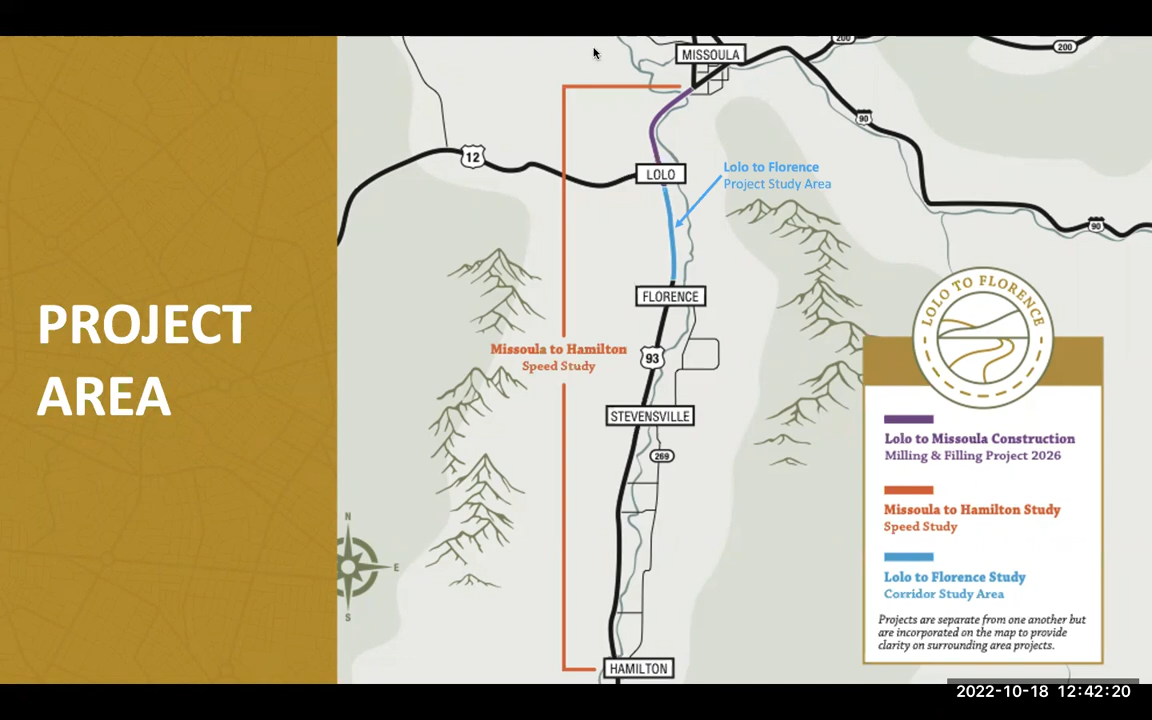 PROJECT
AREA
MISSOULA
200
200
90
12
LOLO
Lolo to Florence
Project Study Area
90
FLORENCE
LOLO TO FLORENCE
Missoula to Hamilton
Speed Study
93
STEVENSVILLE
269
N
E
S
HAMILTON
Lolo to Missoula Construction
Milling & Filling Project 2026
Missoula to Hamilton Study
Speed Study
Lolo to Florence Study
Corridor Study Area
Projects are separate from one another but
are incorporated on the map to provide
clarity on surrounding area projects.
2022-10-18 12:42:20